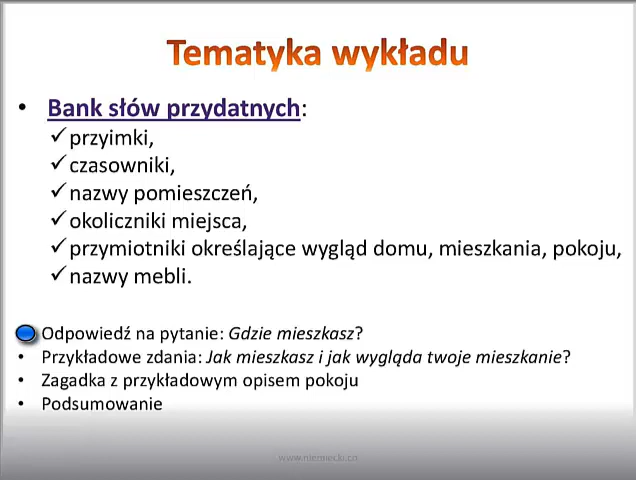 Tematyka wykładu
• Bank słów przydatnych:
✓przyimki,
✓czasowniki,
✓nazwy pomieszczeń,
✓okoliczniki miejsca,
✓przymiotniki określające wygląd domu, mieszkania, pokoju,
✓nazwy mebli.
Odpowiedź na pytanie: Gdzie mieszkasz?
• Przykładowe zdania: Jak mieszkasz i jak wygląda twoje mieszkanie?
• Zagadka z przykładowym opisem pokoju
• Podsumowanie